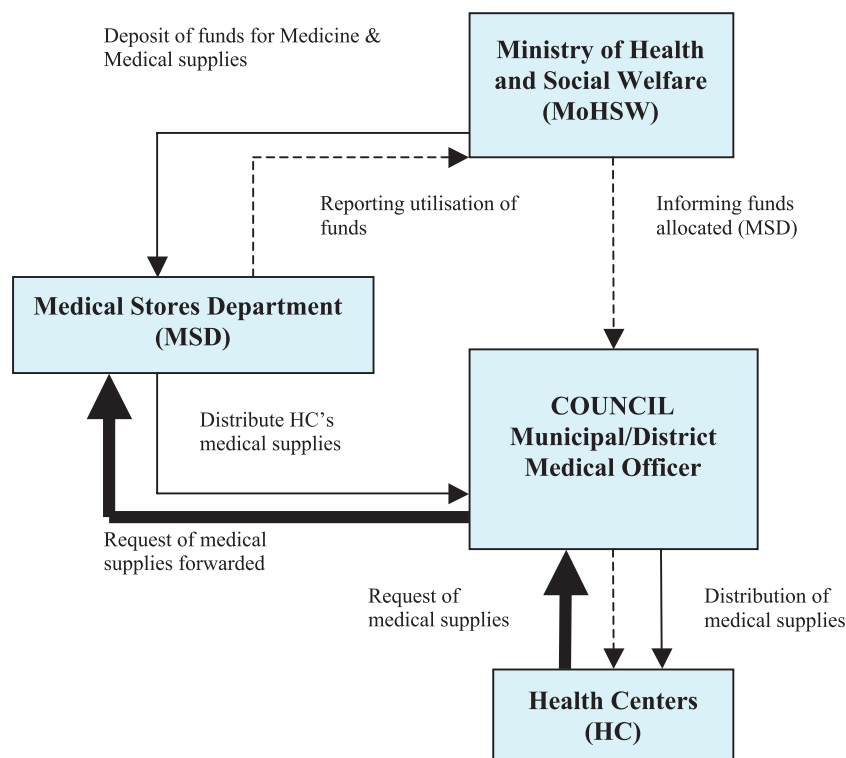 Deposit of funds for Medicine &
Medical supplies
Ministry of Health
and Social Welfare
(MoHSW)
Reporting utilisation of
funds
Informing funds
allocated (MSD)
Medical Stores Department
(MSD)
Distribute HC’s
medical supplies
COUNCIL
Municipal/District
Medical Officer
Request of medical
supplies forwarded
Request of
medical supplies
Distribution of
medical supplies
Health Centers
(HC)